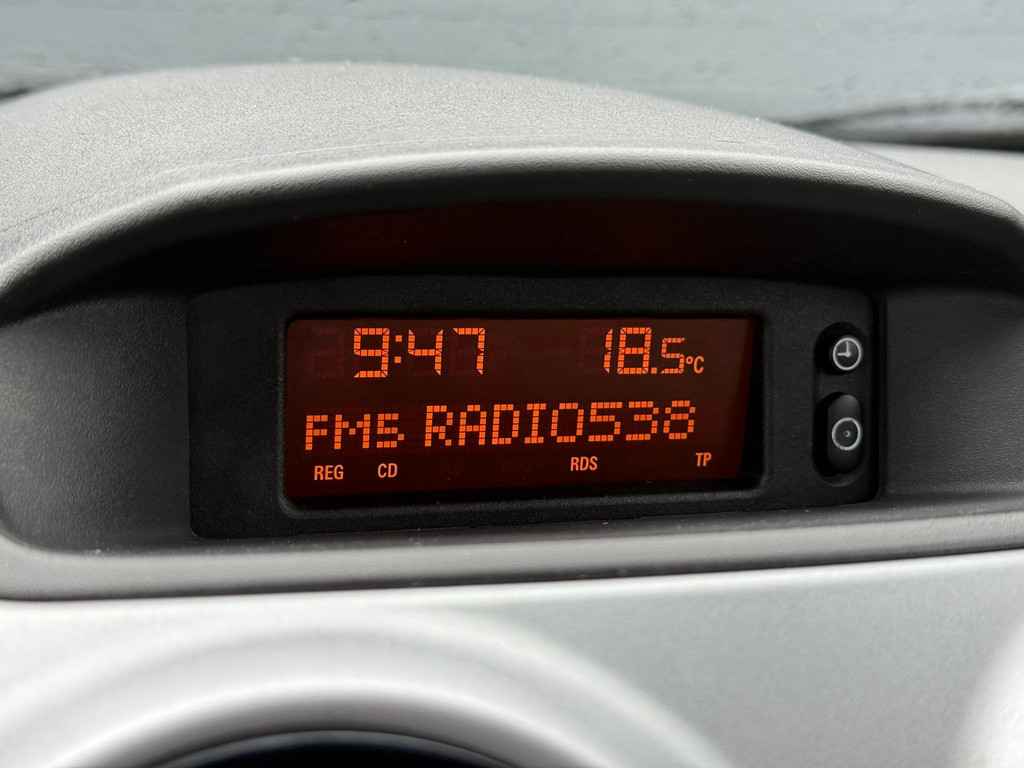 9:47 18.5°C
FM5 RADIO538
REG CD RDS TP